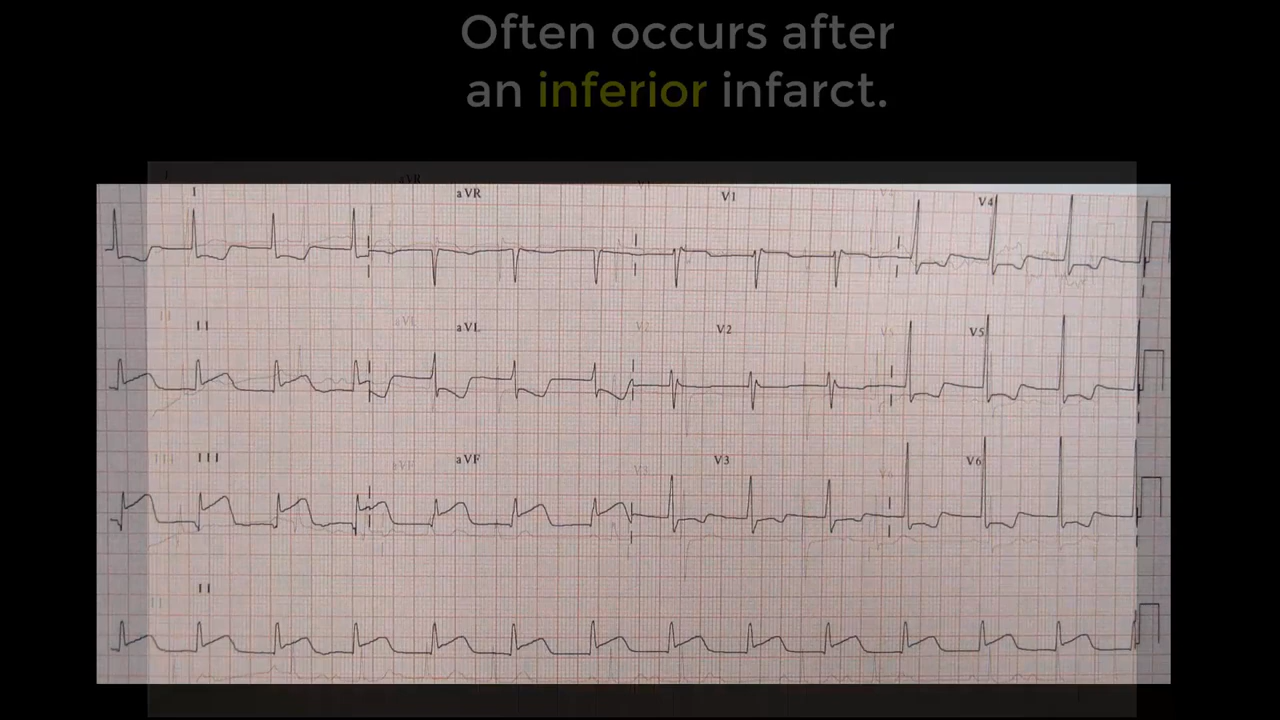 Often occurs after
an inferior infarct.
I aVR V1 V4
II aVL V2 V5
III aVF V3 V6
II